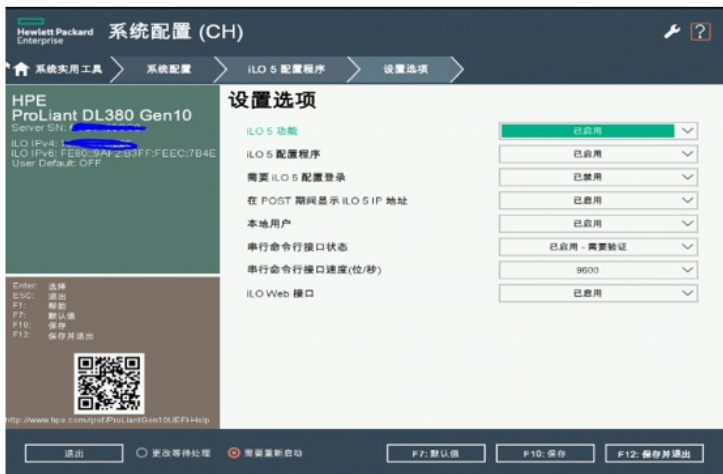 Hewlett Packard
Enterprise
系统配置 (CH)
系统实用工具
系统配置
iLO 5 配置程序
设置选项
HPE
ProLiant DL380 Gen10
Server SN:
iLO IPv4:
iLO IPv6: FE80::9AF2:B3FF:FEEC:7B4E
User Default: OFF
Enter: 选择
ESC: 退出
F1: 帮助
F7: 默认值
F10: 保存
F12: 保存并退出
http://www.hpe.com/qref/ProLiantGen10UEFI-Help
设置选项
iLO 5 功能 已启用
iLO 5 配置程序 已启用
需要 iLO 5 配置登录 已禁用
在 POST 期间显示 iLO 5 IP 地址 已启用
本地用户 已启用
串行命令行接口状态 已启用 - 需要验证
串行命令行接口速度(位/秒) 9600
iLO Web 接口 已启用
退出
更改等待处理
需要重新启动
F7: 默认值
F10: 保存
F12: 保存并退出